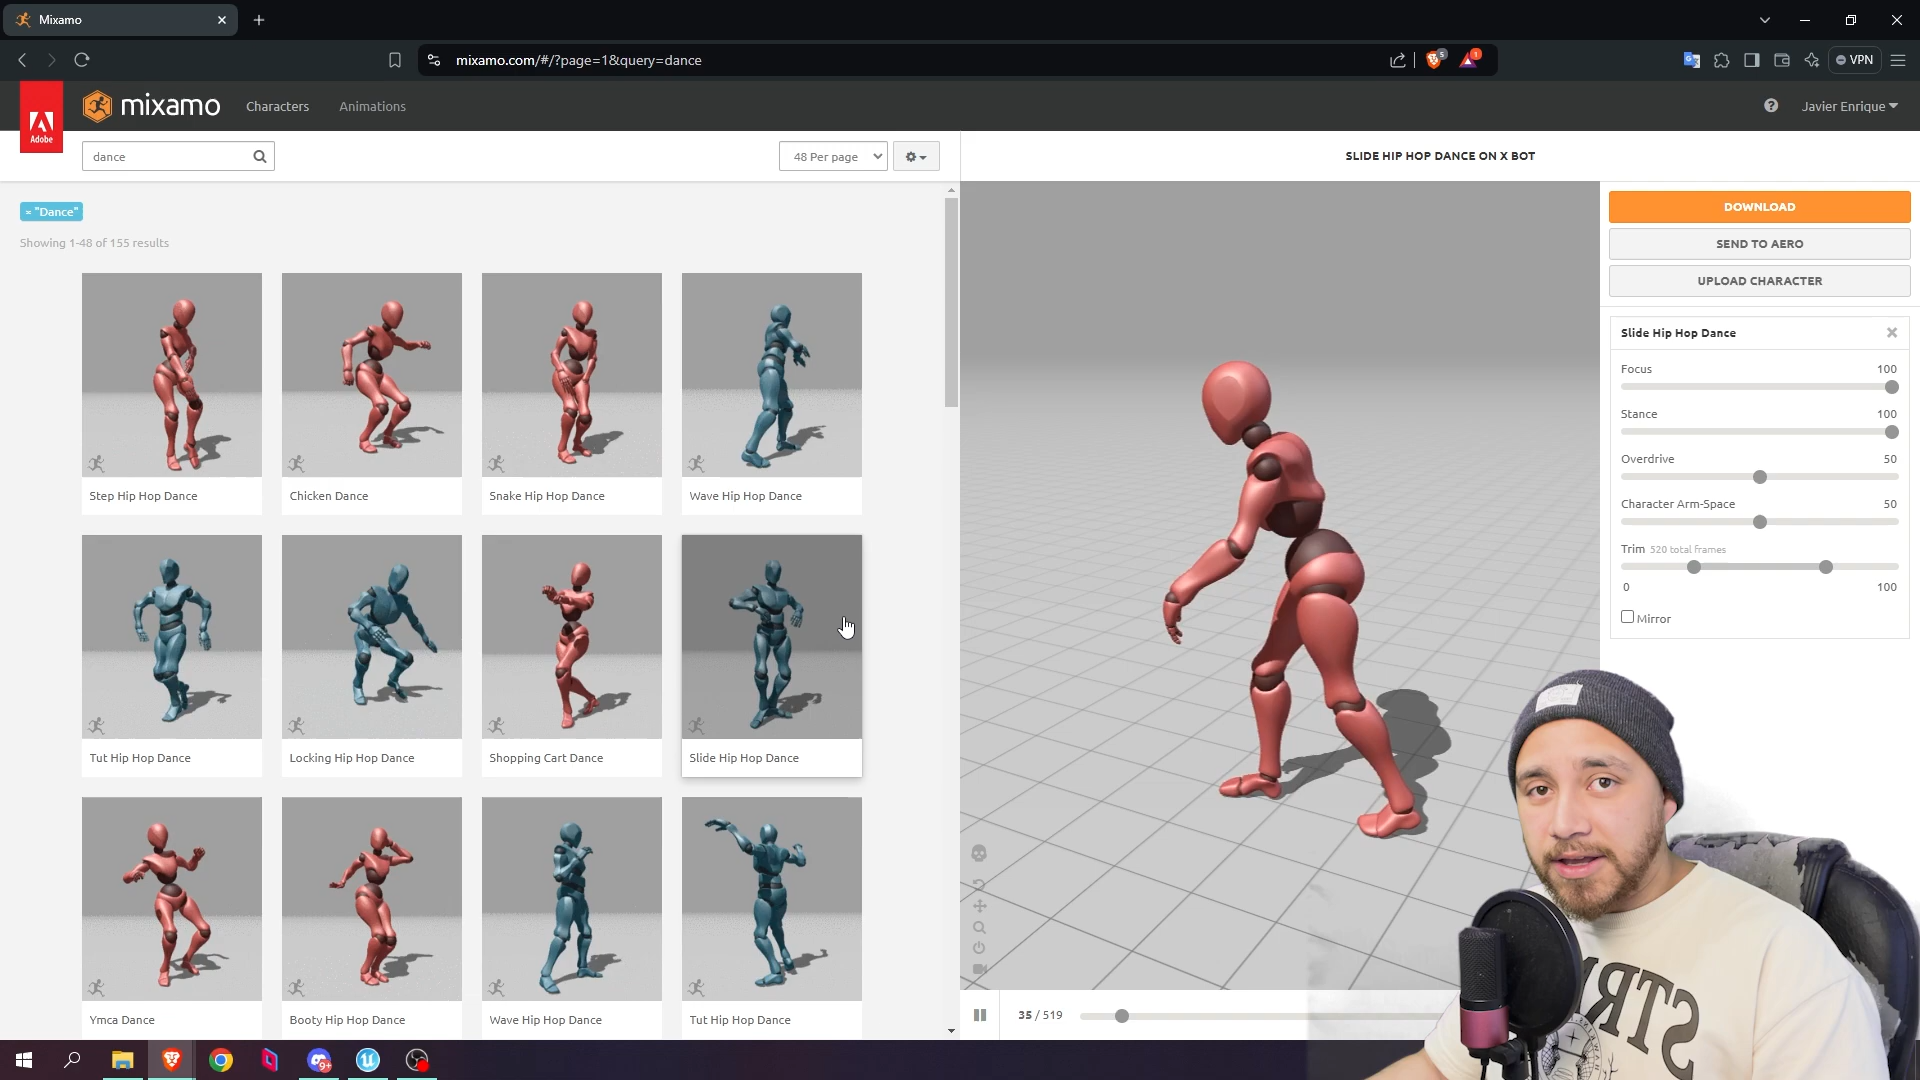 Mixamo
mixamo.com/#/?page=1&query=dance
5
1
VPN
Adobe
mixamo
Characters
Animations
Javier Enrique
dance
48 Per page
SLIDE HIP HOP DANCE ON X BOT
× "Dance"
Showing 1-48 of 155 results
Step Hip Hop Dance
Chicken Dance
Snake Hip Hop Dance
Wave Hip Hop Dance
Tut Hip Hop Dance
Locking Hip Hop Dance
Shopping Cart Dance
Slide Hip Hop Dance
Ymca Dance
Booty Hip Hop Dance
Wave Hip Hop Dance
Tut Hip Hop Dance
DOWNLOAD
SEND TO AERO
UPLOAD CHARACTER
Slide Hip Hop Dance
Focus 100
Stance 100
Overdrive 50
Character Arm-Space 50
Trim 520 total frames
0 100
Mirror
35 / 519
9+
STR